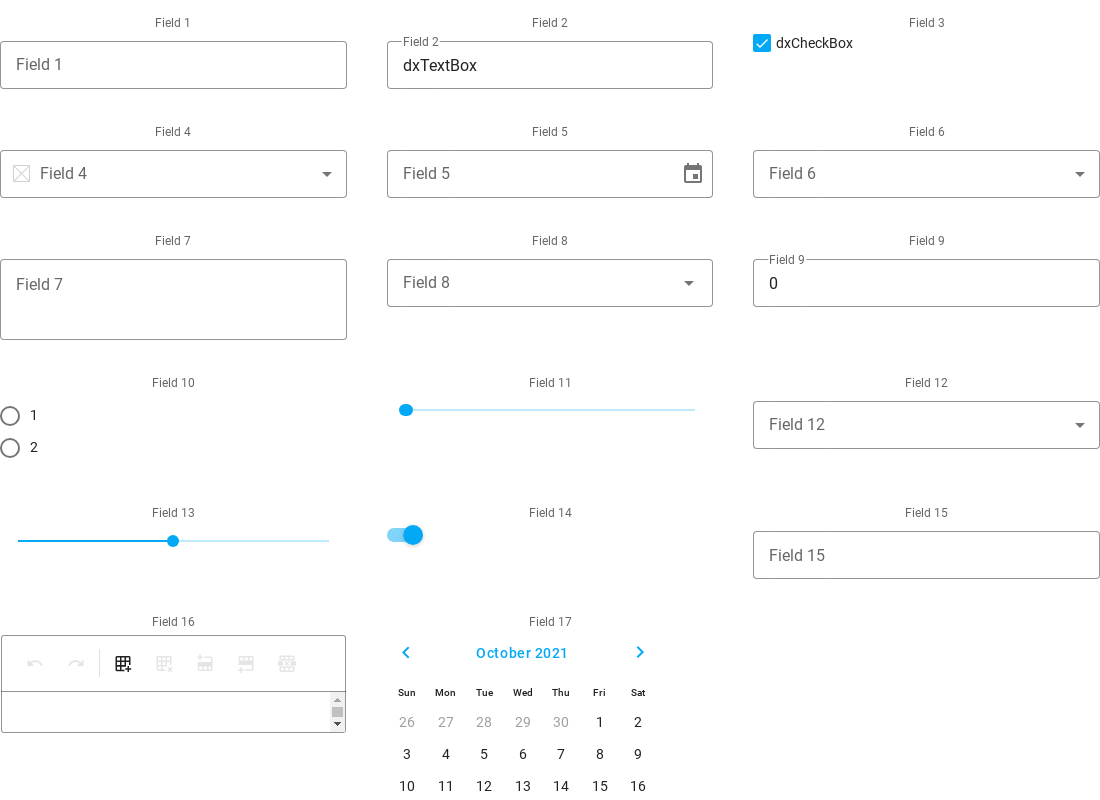 Field 1 Field 2 Field 3
Field 1
Field 2
dxTextBox
dxCheckBox
Field 4 Field 5 Field 6
Field 4 Field 5 Field 6
Field 7 Field 8 Field 9
Field 7
Field 8
Field 9
0
Field 10 Field 11 Field 12
1
2
Field 12
Field 13 Field 14 Field 15
Field 15
Field 16 Field 17
October 2021
Sun Mon Tue Wed Thu Fri Sat
26 27 28 29 30 1 2
3 4 5 6 7 8 9
10 11 12 13 14 15 16